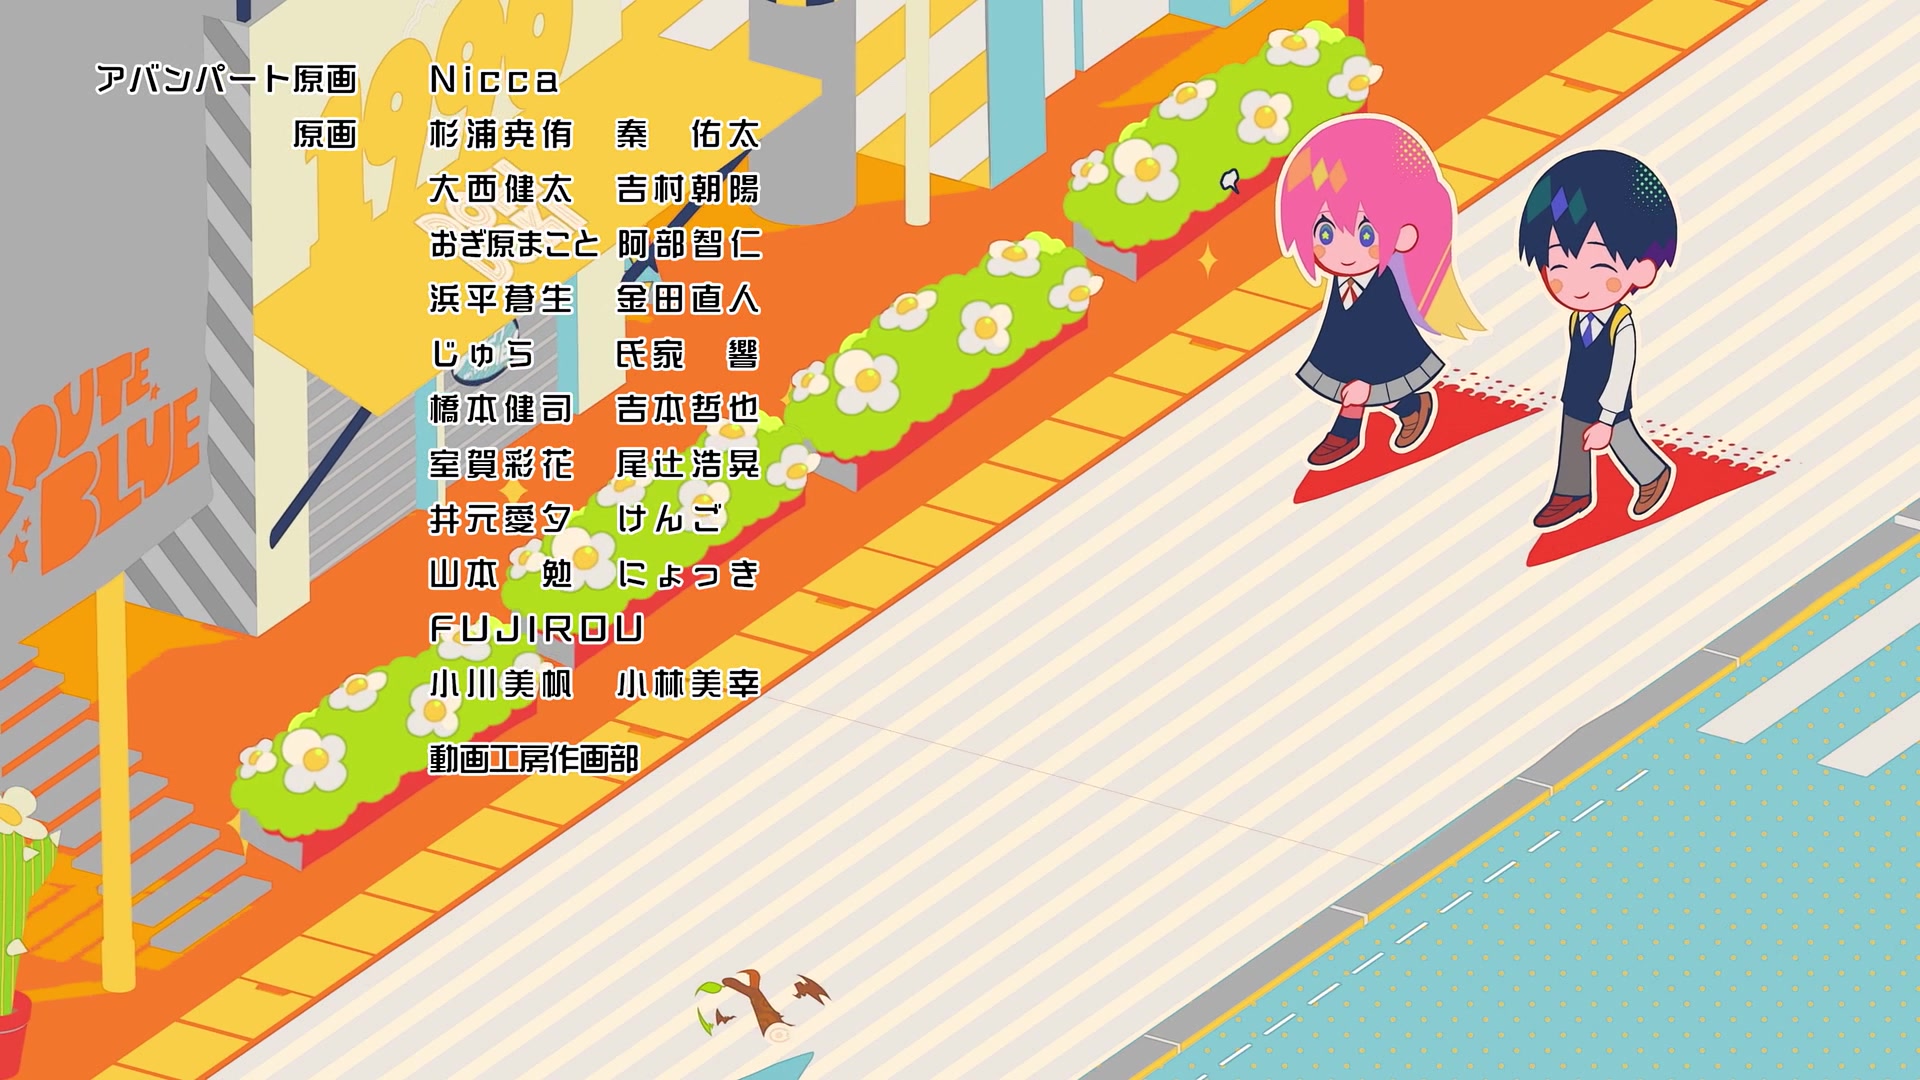 アバンパート原画 Nicca
原画 杉浦尭侑 秦 佑太
大西健太 吉村朝陽
おぎ原まこと 阿部智仁
浜平蒼生 金田直人
じゅら 氏家 響
橋本健司 吉本哲也
室賀彩花 尾辻浩晃
井元愛夕 けんご
山本 勉 にょっき
FUJIROU
小川美帆 小林美幸
動画工房作画部
1990
ROUTE
BLUE